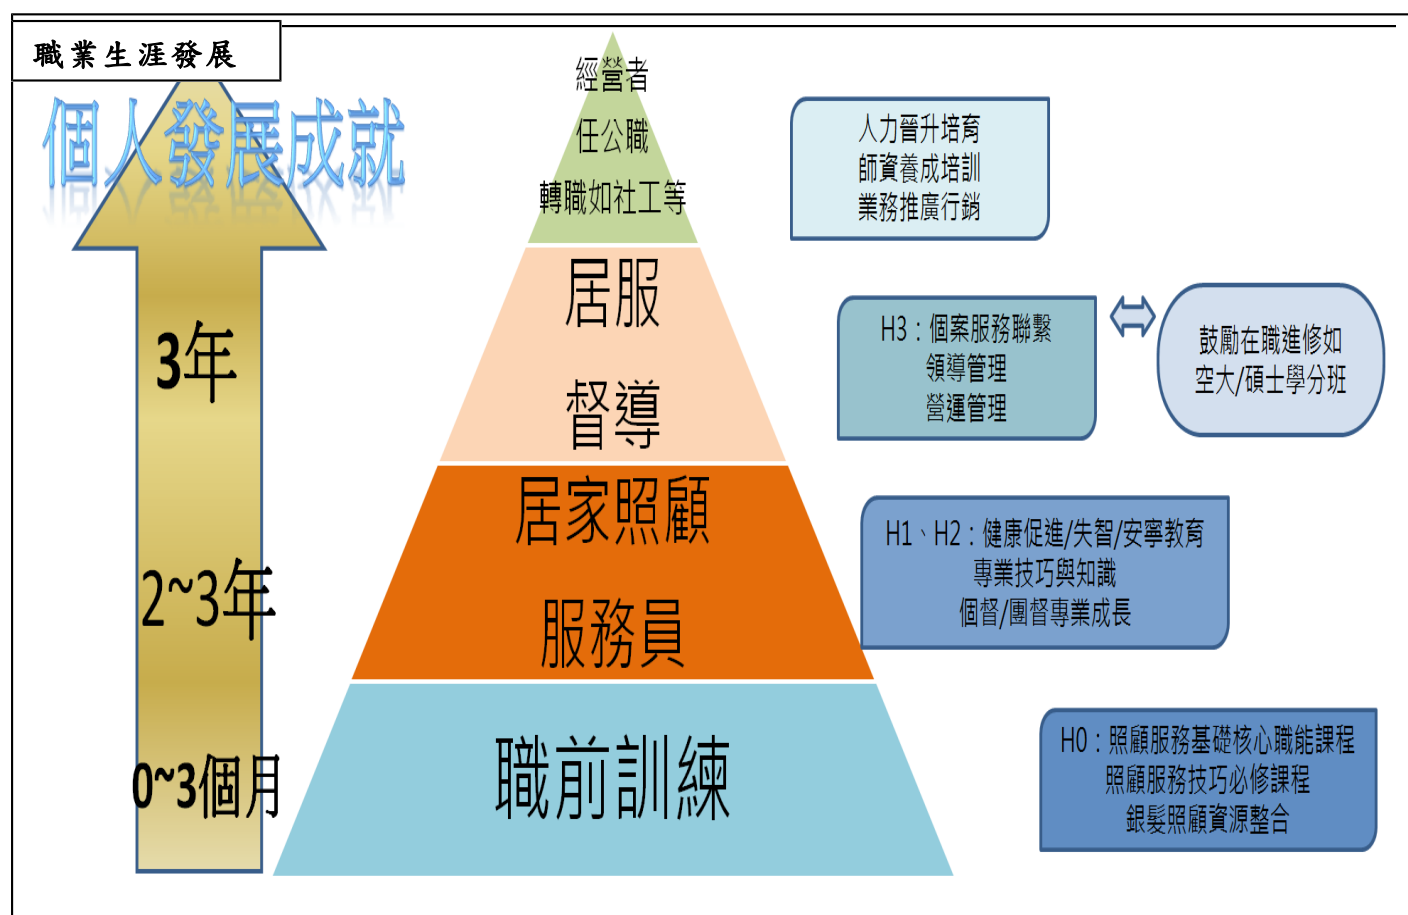 職業生涯發展
個人發展成就
3年
2~3年
0~3個月
經營者
任公職
轉職如社工等
居服
督導
居家照顧
服務員
職前訓練
人力晉升培育
師資養成培訓
業務推廣行銷
H3：個案服務聯繫
領導管理
營運管理
鼓勵在職進修如
空大/碩士學分班
H1、H2：健康促進/失智/安寧教育
專業技巧與知識
個督/團督專業成長
H0：照顧服務基礎核心職能課程
照顧服務技巧必修課程
銀髮照顧資源整合